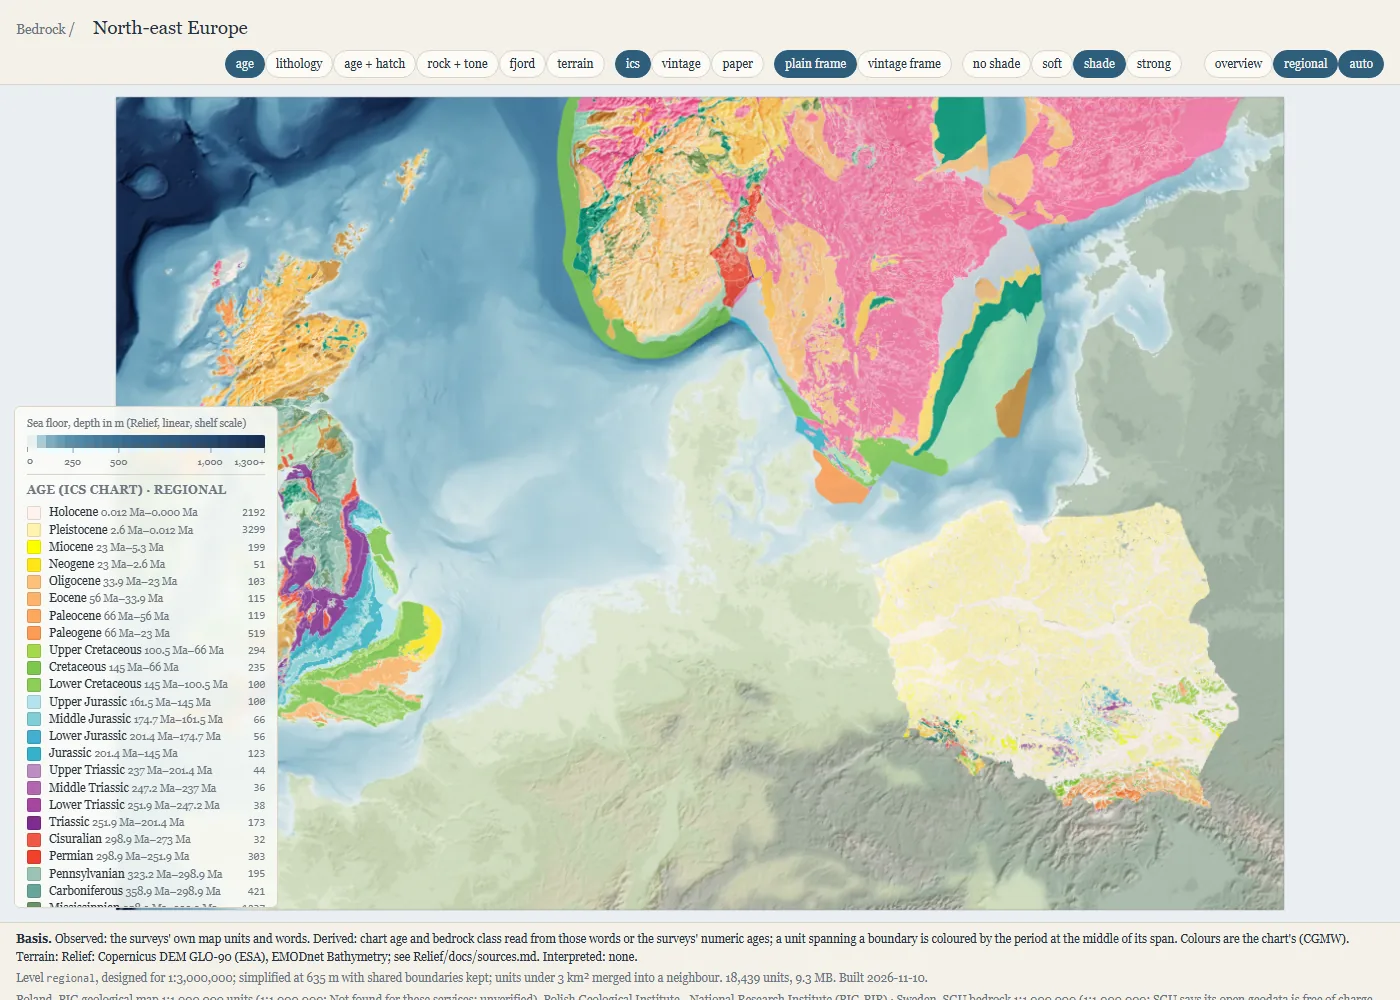 Bedrock / North-east Europe
age lithology age + hatch rock + tone fjord terrain ics vintage paper plain frame vintage frame no shade soft shade strong overview regional auto
Sea floor, depth in m (Relief, linear, shelf scale)
0 250 500 1,000 1,300+
AGE (ICS CHART) · REGIONAL
Holocene 0.012 Ma–0.000 Ma 2192
Pleistocene 2.6 Ma–0.012 Ma 3299
Miocene 23 Ma–5.3 Ma 199
Neogene 23 Ma–2.6 Ma 51
Oligocene 33.9 Ma–23 Ma 103
Eocene 56 Ma–33.9 Ma 115
Paleocene 66 Ma–56 Ma 119
Paleogene 66 Ma–23 Ma 519
Upper Cretaceous 100.5 Ma–66 Ma 294
Cretaceous 145 Ma–66 Ma 235
Lower Cretaceous 145 Ma–100.5 Ma 100
Upper Jurassic 161.5 Ma–145 Ma 100
Middle Jurassic 174.7 Ma–161.5 Ma 66
Lower Jurassic 201.4 Ma–174.7 Ma 56
Jurassic 201.4 Ma–145 Ma 123
Upper Triassic 237 Ma–201.4 Ma 44
Middle Triassic 247.2 Ma–237 Ma 36
Lower Triassic 251.9 Ma–247.2 Ma 38
Triassic 251.9 Ma–201.4 Ma 173
Cisuralian 298.9 Ma–273 Ma 32
Permian 298.9 Ma–251.9 Ma 303
Pennsylvanian 323.2 Ma–298.9 Ma 195
Carboniferous 358.9 Ma–298.9 Ma 421
Basis. Observed: the surveys' own map units and words. Derived: chart age and bedrock class read from those words or the surveys' numeric ages; a unit spanning a boundary is coloured by the period at the middle of its span. Colours are the chart's (CGMW).
Terrain: Relief: Copernicus DEM GLO-90 (ESA), EMODnet Bathymetry; see Relief/docs/sources.md. Interpreted: none.
Level regional, designed for 1:3,000,000; simplified at 635 m with shared boundaries kept; units under 3 km² merged into a neighbour. 18,439 units, 9.3 MB. Built 2026-11-10.